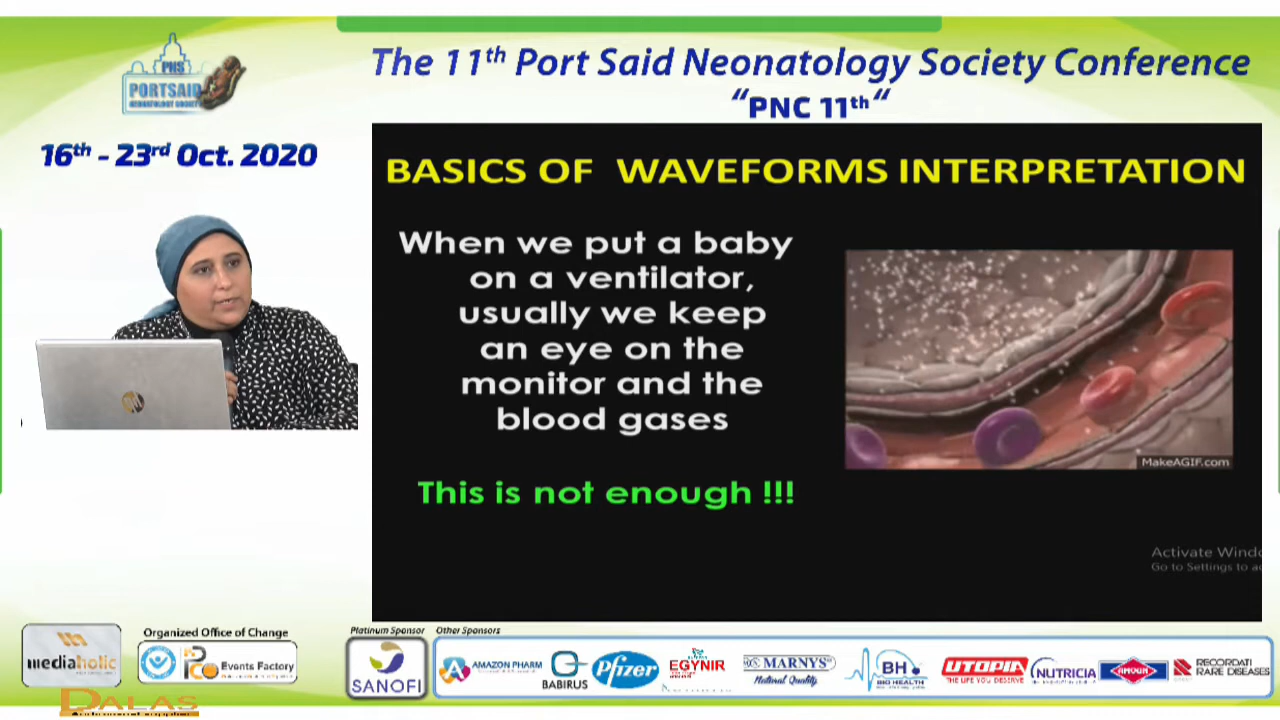 The 11th Port Said Neonatology Society Conference
“PNC 11th“
PNS
PORTSAID
NEONATOLOGY SOCIETY
16th - 23rd Oct. 2020
BASICS OF WAVEFORMS INTERPRETATION
When we put a baby
on a ventilator,
usually we keep
an eye on the
monitor and the
blood gases
This is not enough !!!
MakeAGIF.com
Activate Windo
Go to Settings to a
Organized Office of Change
Platinum Sponsor
Other Sponsors
mediaholic
Events Factory
SANOFI
AMAZON PHARM
BABIRUS
Pfizer
EGYNIR
MARNYS
Natural Quality
BH
BIG HEALTH
UTOPIA
THE LIFE YOU DESERVE
NUTRICIA
AMOUN
RECORDATI
RARE DISEASES
DALAS